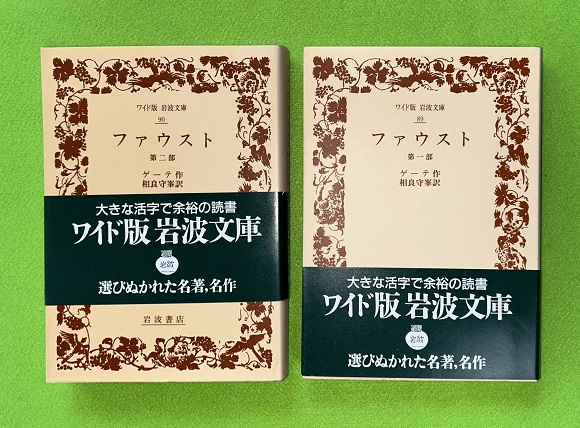 ワイド版 岩波文庫
90
ファウスト
第二部
ゲーテ作
相良守峯訳
大きな活字で余裕の読書
ワイド版 岩波文庫
岩波
選びぬかれた名著,名作
岩波書店
ワイド版 岩波文庫
89
ファウスト
第一部
ゲーテ作
相良守峯訳
大きな活字で余裕の読書
ワイド版 岩波文庫
岩波
選びぬかれた名著,名作